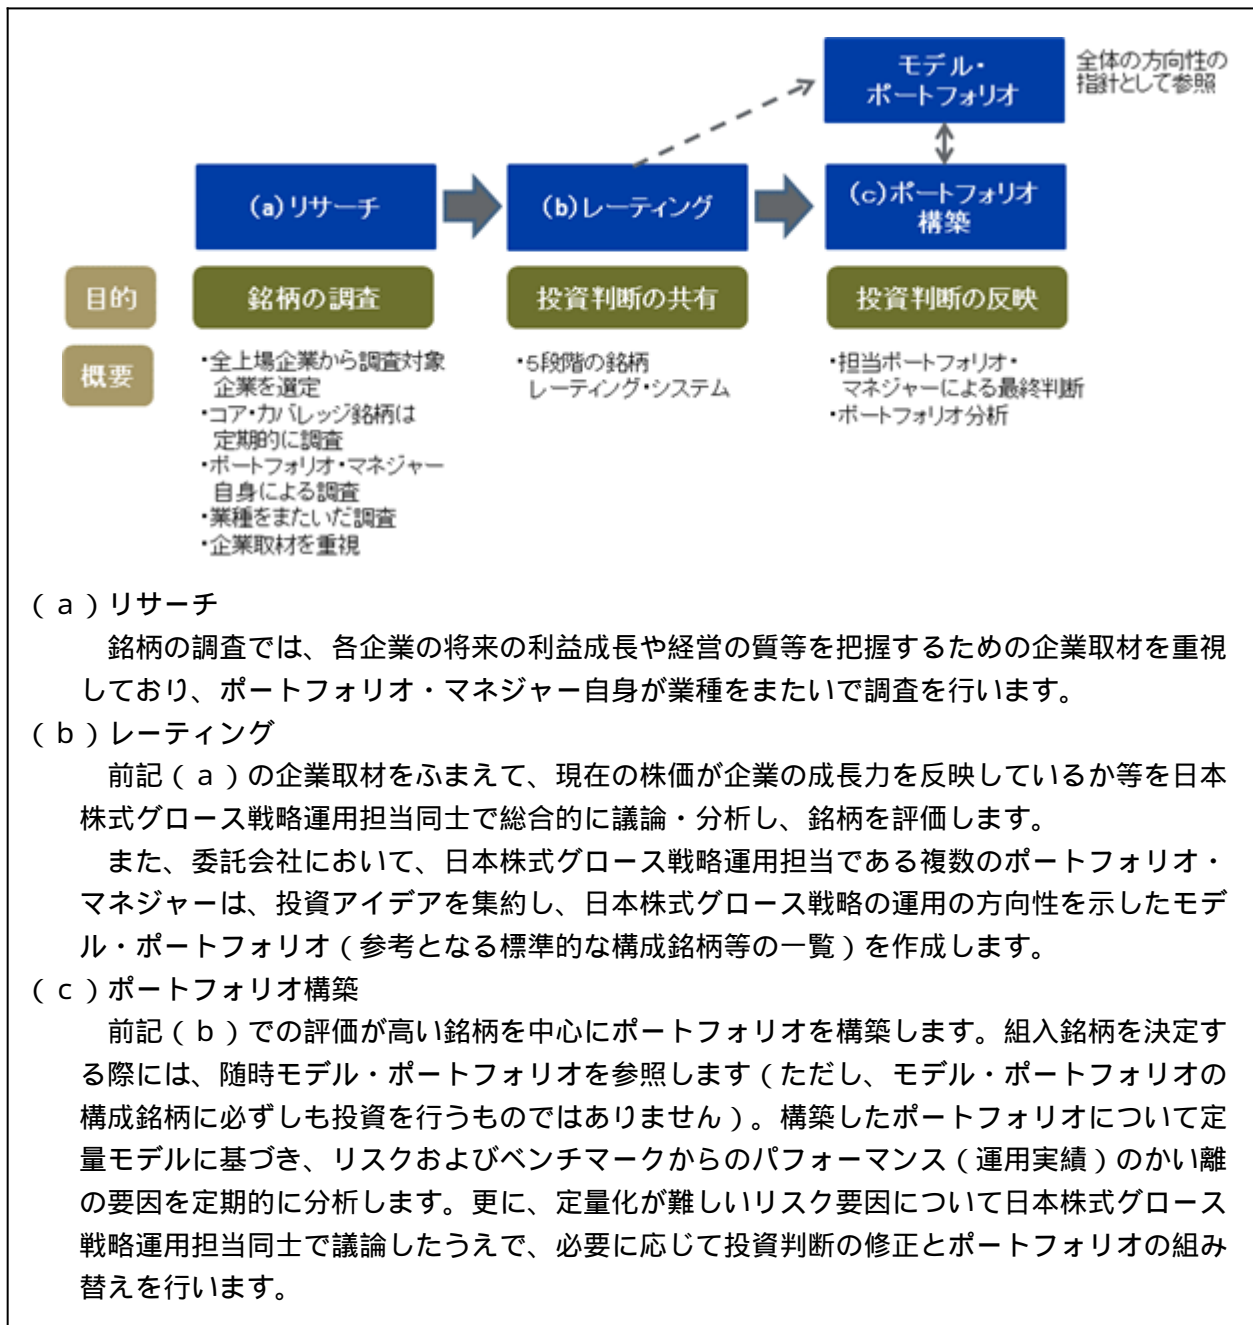 モデル・
ポートフォリオ
全体の方向性の
指針として参照
(a)リサーチ
(b)レーティング
(c)ポートフォリオ
構築
目的
銘柄の調査
投資判断の共有
投資判断の反映
概要
・全上場企業から調査対象
企業を選定
・コア・カバレッジ銘柄は
定期的に調査
・ポートフォリオ・マネジャー
自身による調査
・業種をまたいだ調査
・企業取材を重視
・5段階の銘柄
レーティング・システム
・担当ポートフォリオ・
マネジャーによる最終判断
・ポートフォリオ分析
(a)リサーチ
銘柄の調査では、各企業の将来の利益成長や経営の質等を把握するための企業取材を重視
しており、ポートフォリオ・マネジャー自身が業種をまたいで調査を行います。
(b)レーティング
前記(a)の企業取材をふまえて、現在の株価が企業の成長力を反映しているか等を日本
株式グロース戦略運用担当同士で総合的に議論・分析し、銘柄を評価します。
また、委託会社において、日本株式グロース戦略運用担当である複数のポートフォリオ・
マネジャーは、投資アイデアを集約し、日本株式グロース戦略の運用の方向性を示したモデ
ル・ポートフォリオ(参考となる標準的な構成銘柄等の一覧)を作成します。
(c)ポートフォリオ構築
前記(b)での評価が高い銘柄を中心にポートフォリオを構築します。組入銘柄を決定す
る際には、随時モデル・ポートフォリオを参照します(ただし、モデル・ポートフォリオの
構成銘柄に必ずしも投資を行うものではありません)。構築したポートフォリオについて定
量モデルに基づき、リスクおよびベンチマークからのパフォーマンス(運用実績)のかい離
の要因を定期的に分析します。更に、定量化が難しいリスク要因について日本株式グロース
戦略運用担当同士で議論したうえで、必要に応じて投資判断の修正とポートフォリオの組み
替えを行います。